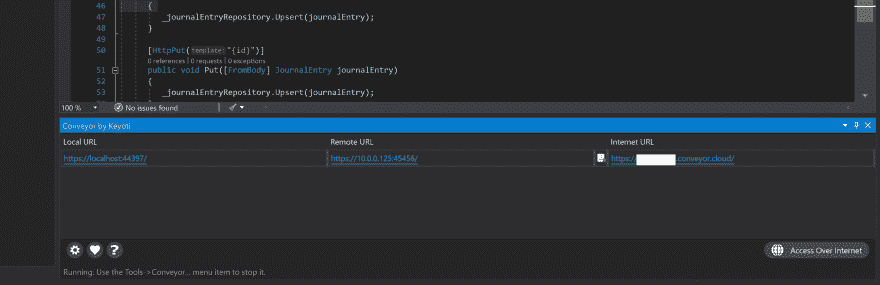 46
{
47 _journalEntryRepository.Upsert(journalEntry);
48 }
49
50 [HttpPut(template: "{id}")]
0 references | 0 requests | 0 exceptions
51 public void Put([FromBody] JournalEntry journalEntry)
52 {
53 _journalEntryRepository.Upsert(journalEntry);
100 % No issues found
Conveyor by Keyoti
Local URL Remote URL Internet URL
https://localhost:44397/ https://10.0.0.125:45456/ https:// .conveyor.cloud/
Access Over Internet
Running: Use the Tools->Conveyor... menu item to stop it.